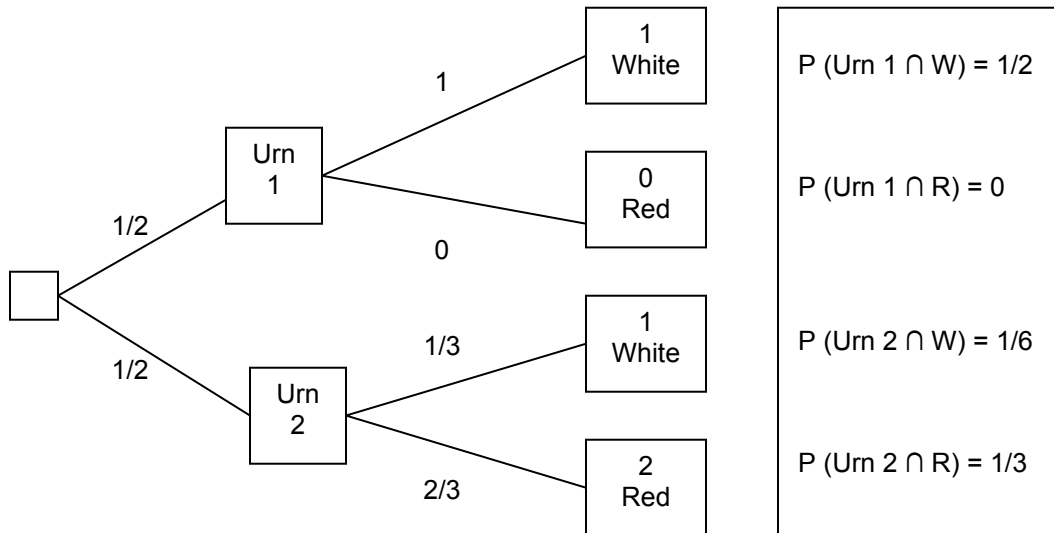 1
White
P (Urn 1 ∩ W) = 1/2
1
Urn
1
0
Red
P (Urn 1 ∩ R) = 0
1/2
0
1
White
P (Urn 2 ∩ W) = 1/6
1/3
1/2
Urn
2
2
Red
P (Urn 2 ∩ R) = 1/3
2/3